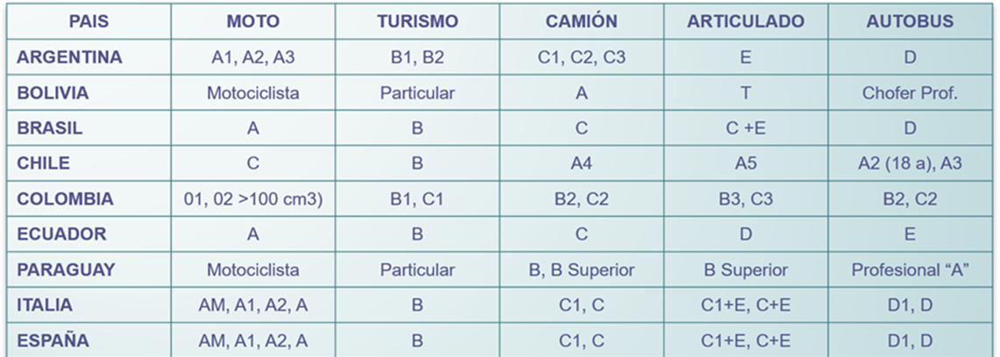 PAIS MOTO TURISMO CAMIÓN ARTICULADO AUTOBUS
ARGENTINA A1, A2, A3 B1, B2 C1, C2, C3 E D
BOLIVIA Motociclista Particular A T Chofer Prof.
BRASIL A B C C +E D
CHILE C B A4 A5 A2 (18 a), A3
COLOMBIA 01, 02 >100 cm3) B1, C1 B2, C2 B3, C3 B2, C2
ECUADOR A B C D E
PARAGUAY Motociclista Particular B, B Superior B Superior Profesional “A”
ITALIA AM, A1, A2, A B C1, C C1+E, C+E D1, D
ESPAÑA AM, A1, A2, A B C1, C C1+E, C+E D1, D